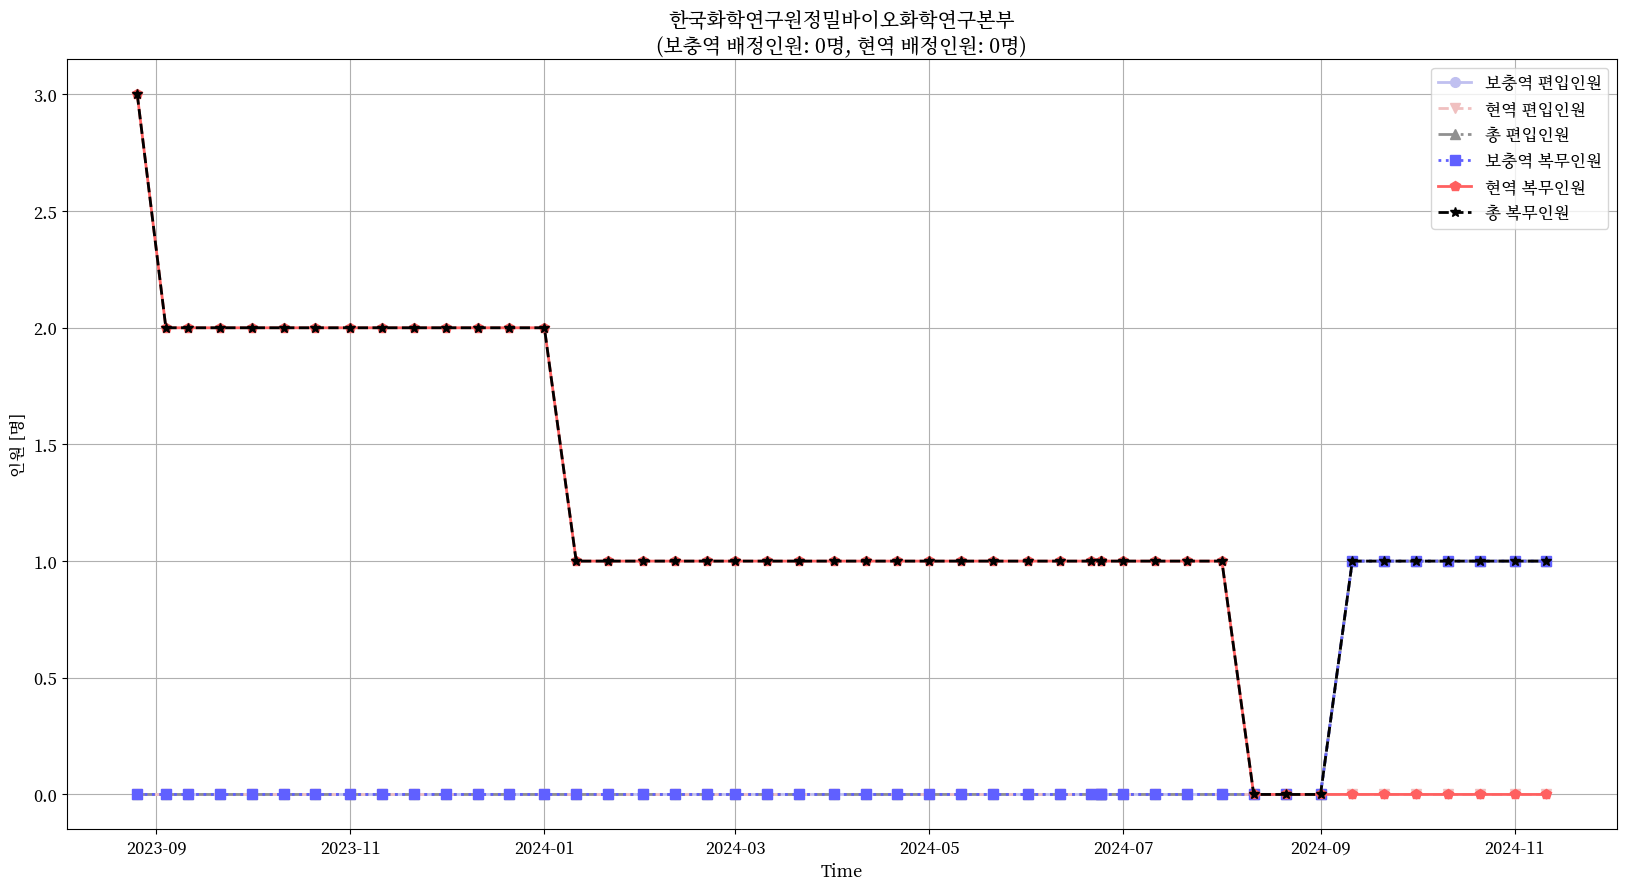 한국화학연구원정밀바이오화학연구본부
(보충역 배정인원: 0명, 현역 배정인원: 0명)
보충역 편입인원
현역 편입인원
총 편입인원
보충역 복무인원
현역 복무인원
총 복무인원
인원 [명]
3.0
2.5
2.0
1.5
1.0
0.5
0.0
2023-09
2023-11
2024-01
2024-03
2024-05
2024-07
2024-09
2024-11
Time